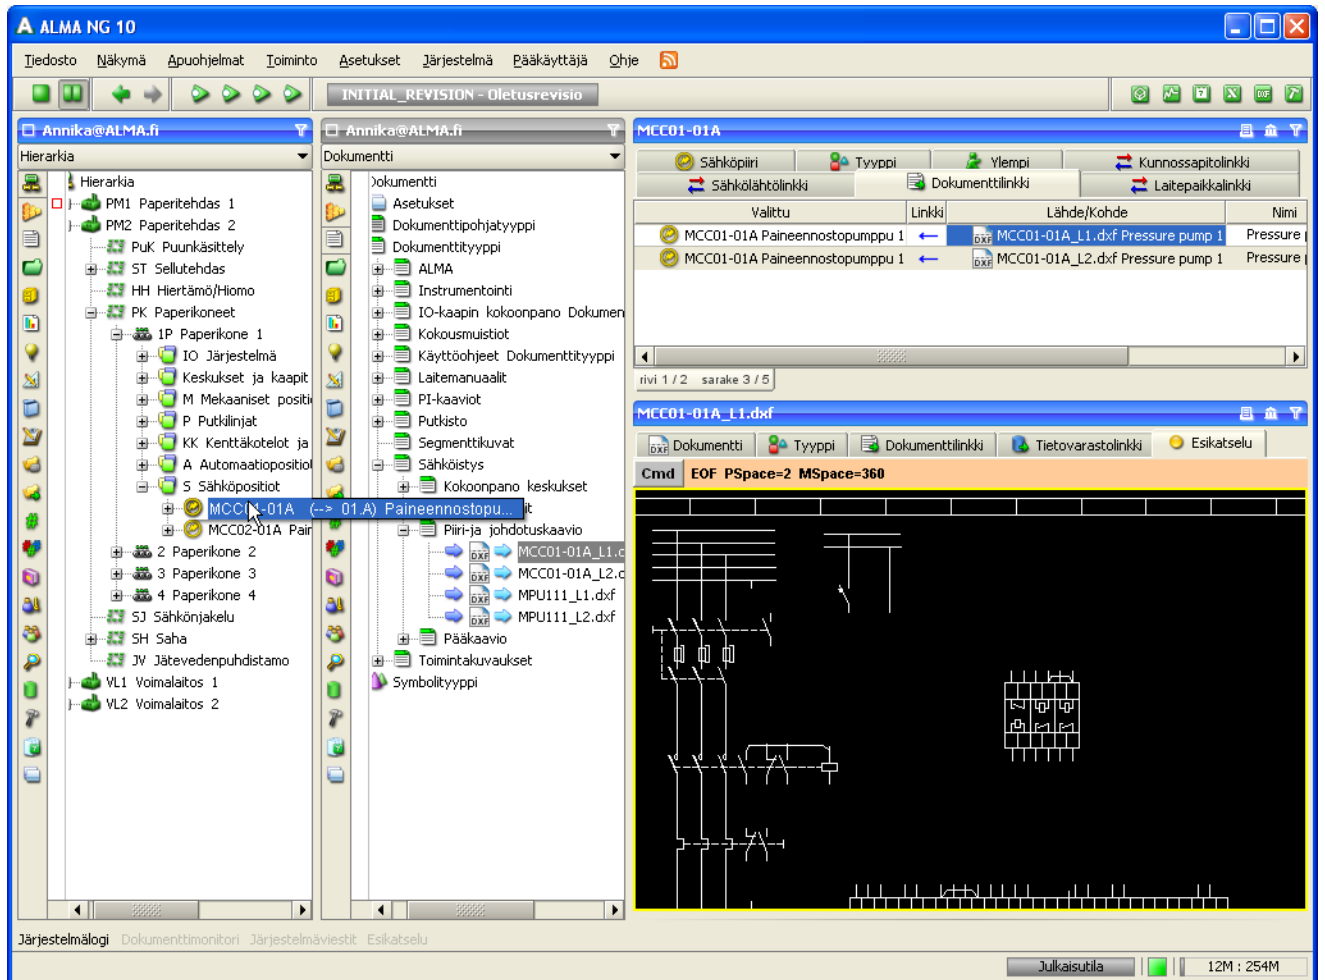 ALMA NG 10
Tiedosto Näkymä Apuohjelmat Toiminto Asetukset Järjestelmä Pääkäyttäjä Ohje
INITIAL_REVISION - Oletusrevisio
Annika@ALMA.fi
Hierarkia
Hierarkia
PM1 Paperitehdas 1
PM2 Paperitehdas 2
PuK Puunkäsittely
ST Sellutehdas
HH Hiertämö/Hiomo
PK Paperikoneet
1P Paperikone 1
IO Järjestelmä
Keskukset ja kaapit
M Mekaaniset positi
P Putkilinjat
KK Kenttäkotelot ja
A Automaatiopositio
S Sähköpositiot
MCC01-01A (--> 01.A) Paineennostopu...
MCC02-01A Pain
2 Paperikone 2
3 Paperikone 3
4 Paperikone 4
SJ Sähkönjakelu
SH Saha
JV Jätevedenpuhdistamo
VL1 Voimalaitos 1
VL2 Voimalaitos 2
Annika@ALMA.fi
Dokumentti
Dokumentti
Asetukset
Dokumenttipohjatyyppi
Dokumenttityyppi
ALMA
Instrumentointi
IO-kaapin kokoonpano Dokumen
Kokousmuistiot
Käyttöohjeet Dokumenttityyppi
Laitemanuaalit
PI-kaaviot
Putkisto
Segmenttikuvat
Sähköistys
Kokoonpano keskukset
it
Piiri-ja johdotuskaavio
MCC01-01A_L1.d
MCC01-01A_L2.d
MPU111_L1.dxf
MPU111_L2.dxf
Pääkaavio
Toimintakuvaukset
Symbolityyppi
MCC01-01A
Sähköpiiri Tyyppi Ylempi Kunnossapitolinkki
Sähkölähtölinkki Dokumenttilinkki Laitepaikkalinkki
Valittu Linkki Lähde/Kohde Nimi
MCC01-01A Paineennostopumppu 1 DXF MCC01-01A_L1.dxf Pressure pump 1 Pressure
MCC01-01A Paineennostopumppu 1 DXF MCC01-01A_L2.dxf Pressure pump 1 Pressure
rivi 1 / 2 sarake 3 / 5
MCC01-01A_L1.dxf
DXF Dokumentti Tyyppi Dokumenttilinkki Tietovarastolinkki Esikatselu
Cmd EOF PSpace=2 MSpace=360
Järjestelmälogi Dokumenttimonitori Järjestelmäviestit Esikatselu
Julkaisutila 12M : 254M